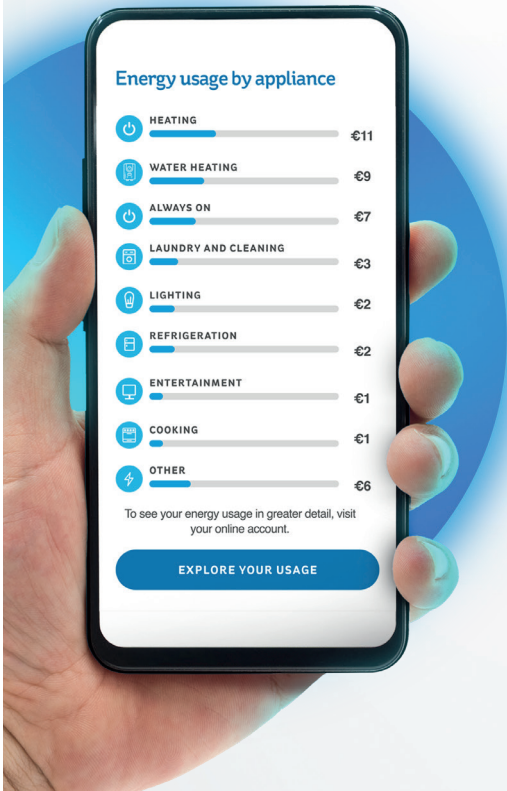 Energy usage by appliance
HEATING
€11
WATER HEATING
€9
ALWAYS ON
€7
LAUNDRY AND CLEANING
€3
LIGHTING
€2
REFRIGERATION
€2
ENTERTAINMENT
€1
COOKING
€1
OTHER
€6
To see your energy usage in greater detail, visit
your online account.
EXPLORE YOUR USAGE